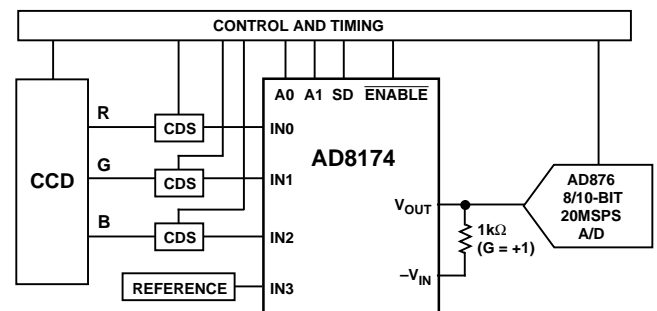 CONTROL AND TIMING
A0 A1 SD ENABLE
R
CDS
IN0
AD8174
G
CCD
CDS
IN1
AD876
8/10-BIT
20MSPS
A/D
VOUT
1kΩ
(G = +1)
B
CDS
IN2
–VIN
REFERENCE
IN3